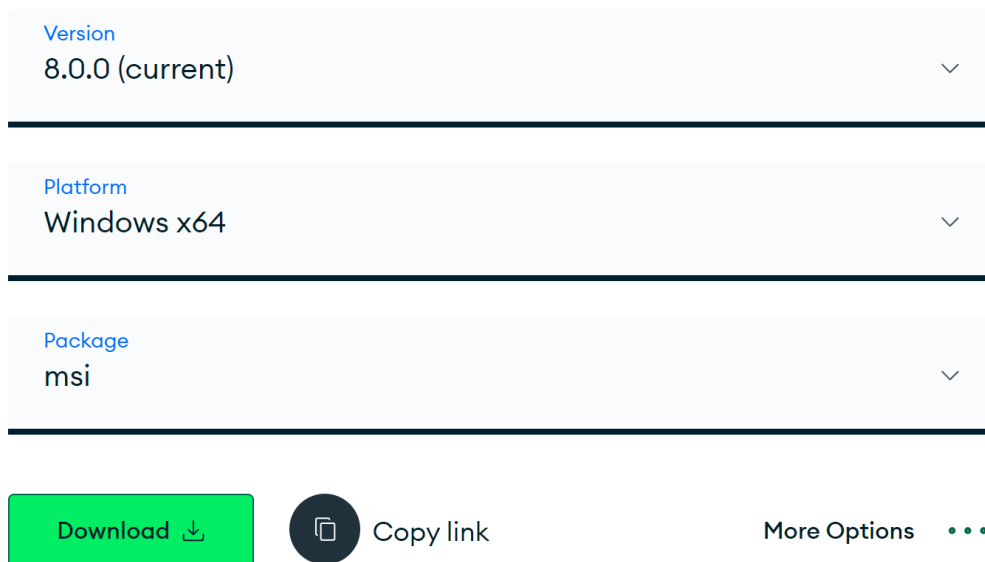 Version
8.0.0 (current)
Platform
Windows x64
Package
msi
Download
Copy link
More Options